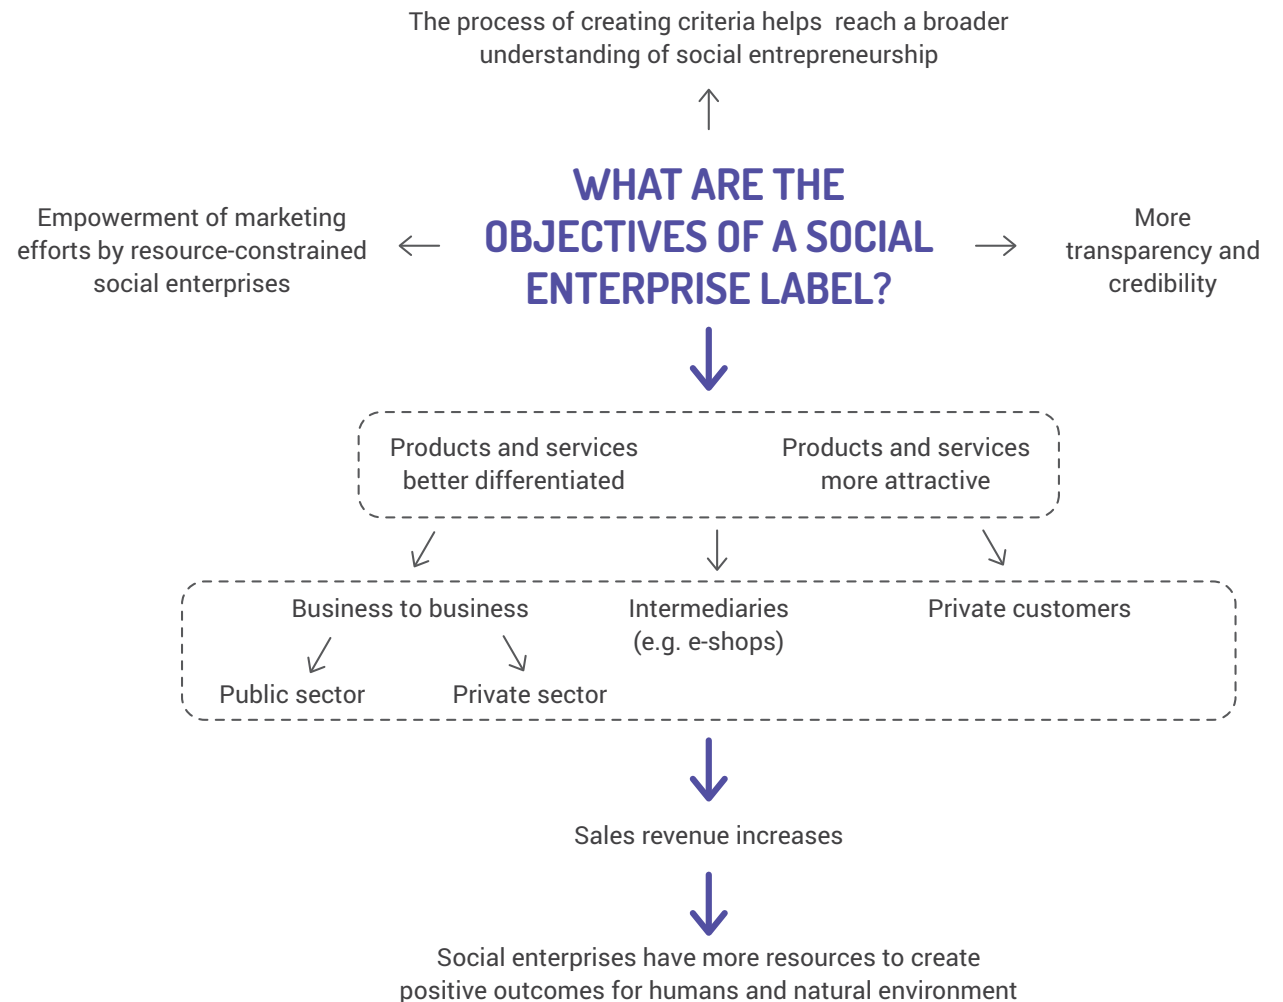 The process of creating criteria helps  reach a broader
understanding of social entrepreneurship
WHAT ARE THE
OBJECTIVES OF A SOCIAL
ENTERPRISE LABEL?
Empowerment of marketing
efforts by resource-constrained
social enterprises
More
transparency and
credibility
Products and services
better differentiated
Products and services
more attractive
Business to business
Intermediaries
(e.g. e-shops)
Private customers
Public sector
Private sector
Sales revenue increases
Social enterprises have more resources to create
positive outcomes for humans and natural environment